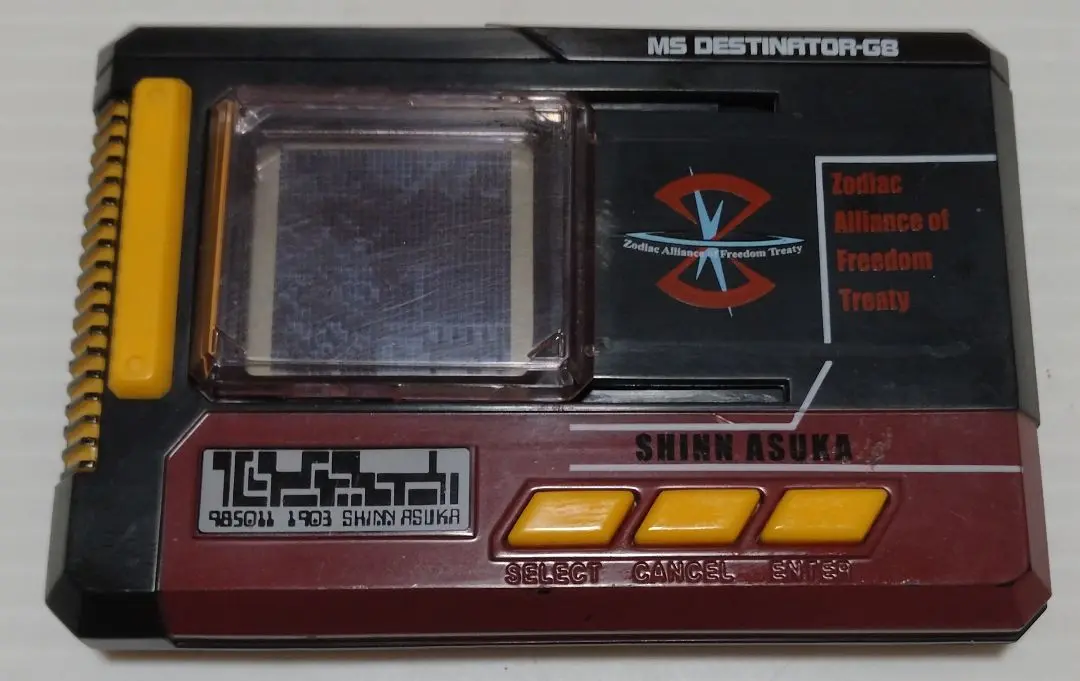 MS DESTINATOR-G8
Zodiac Alliance of Freedom Treaty
Zodiac
Alliance of
Freedom
Treaty
SHINN ASUKA
985011 1903 SHINN ASUKA
SELECT CANCEL ENTER